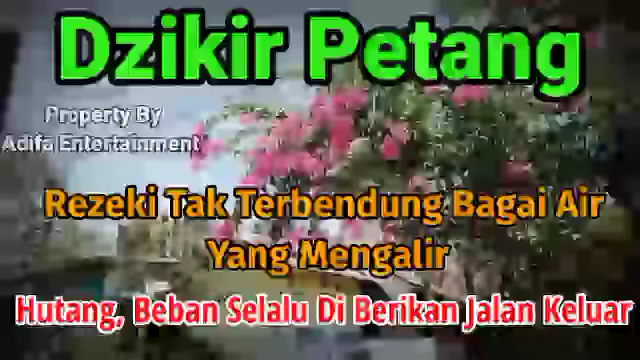 Dzikir Petang
Property By
Adifa Entertainment
Rezeki Tak Terbendung Bagai Air
Yang Mengalir
Hutang, Beban Selalu Di Berikan Jalan Keluar